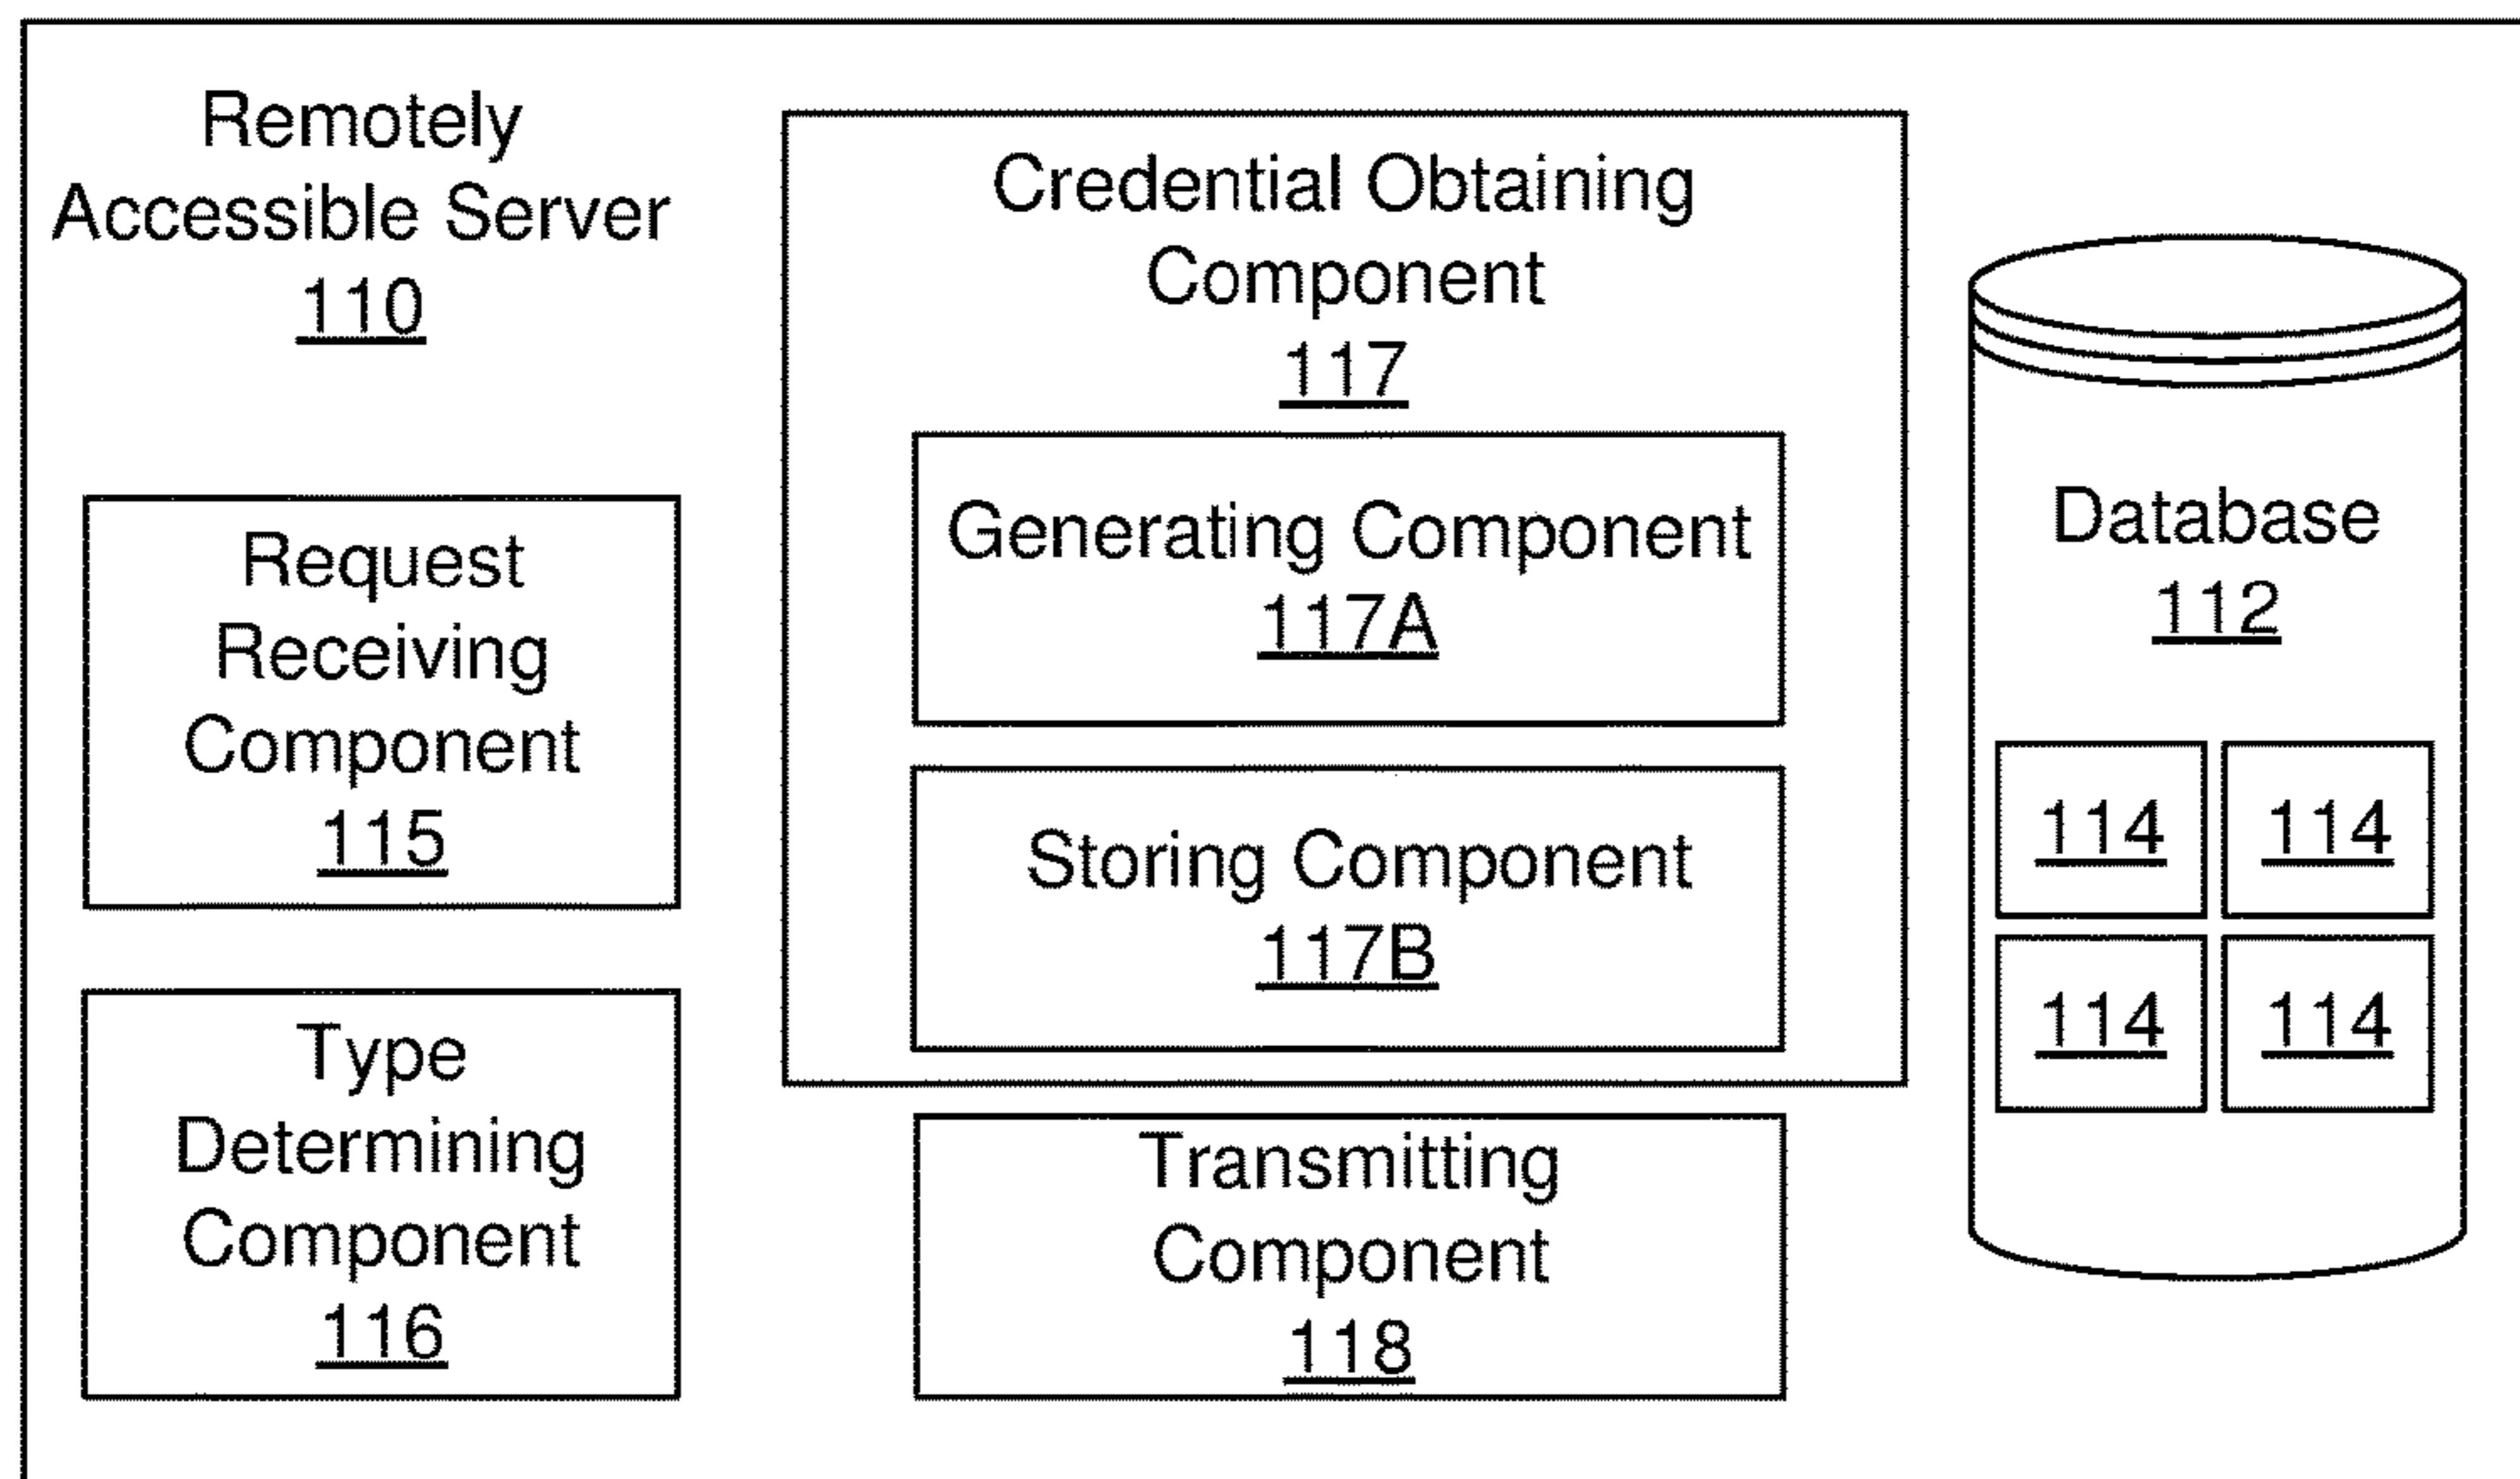 Remotely
Accessible Server
110
Request
Receiving
Component
115
Type
Determining
Component
116
Credential Obtaining
Component
117
Generating Component
117A
Storing Component
117B
Transmitting
Component
118
Database
112
114 114
114 114